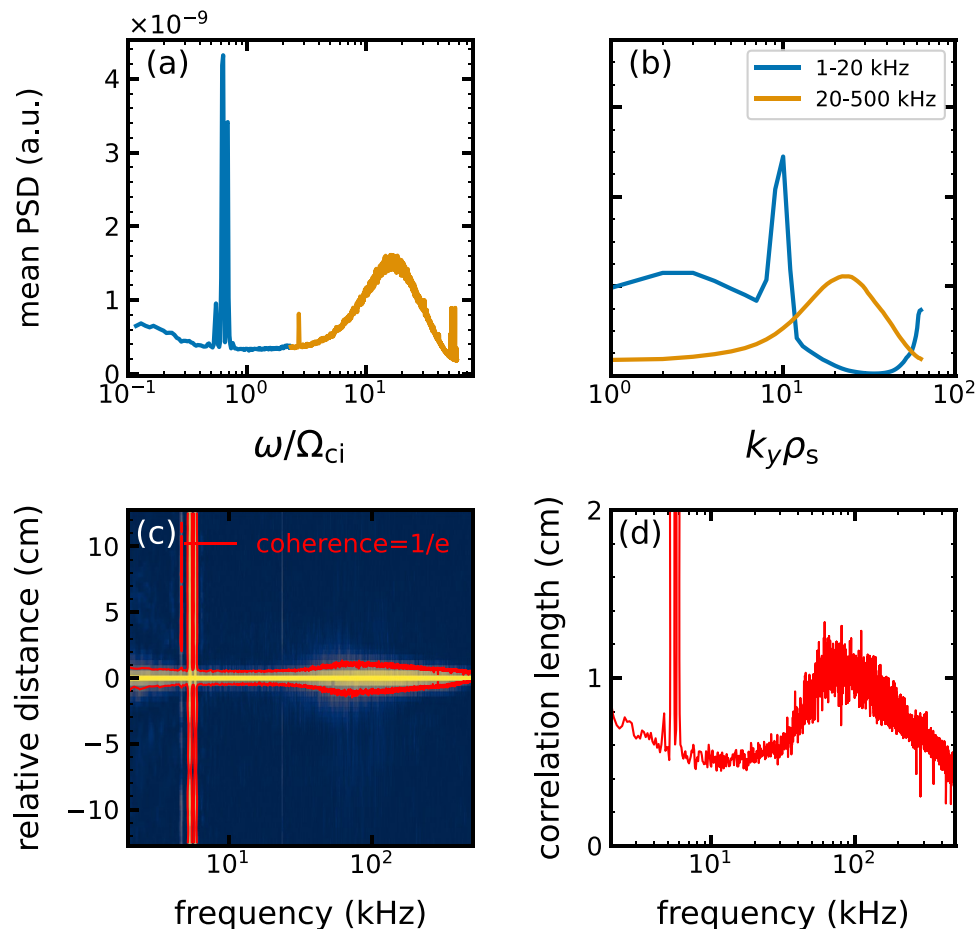 ×10−9
(a)
mean PSD (a.u.)
4
3
2
1
0
10−1
100
101
ω/Ωci
(b)
1-20 kHz
20-500 kHz
100
101
102
kyρs
(c)
coherence=1/e
relative distance (cm)
10
5
0
−5
−10
101
102
frequency (kHz)
(d)
correlation length (cm)
2
1
0
101
102
frequency (kHz)